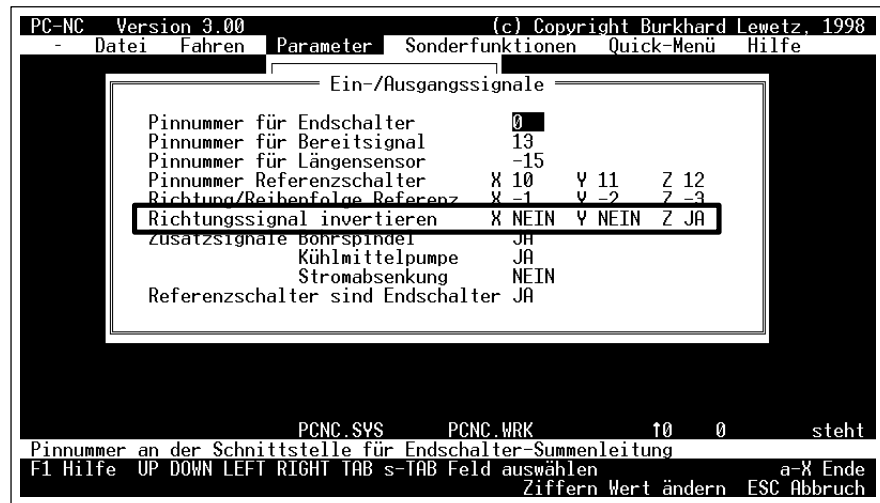 PC-NC Version 3.00 (c) Copyright Burkhard Lewetz, 1998
- Datei Fahren Parameter Sonderfunktionen Quick-Menü Hilfe
Ein-/Ausgangssignale
Pinnummer für Endschalter 0
Pinnummer für Bereitsignal 13
Pinnummer für Längensensor -15
Pinnummer Referenzschalter X 10 Y 11 Z 12
Richtung/Reihenfolge Referenz X -1 Y -2 Z -3
Richtungssignal invertieren X NEIN Y NEIN Z JA
Zusatzsignale Bohrspindel JA
Kühlmittelpumpe JA
Stromabsenkung NEIN
Referenzschalter sind Endschalter JA
PCNC.SYS PCNC.WRK ↑0 0 steht
Pinnummer an der Schnittstelle für Endschalter-Summenleitung
F1 Hilfe UP DOWN LEFT RIGHT TAB s-TAB Feld auswählen a-X Ende
Ziffern Wert ändern ESC Abbruch